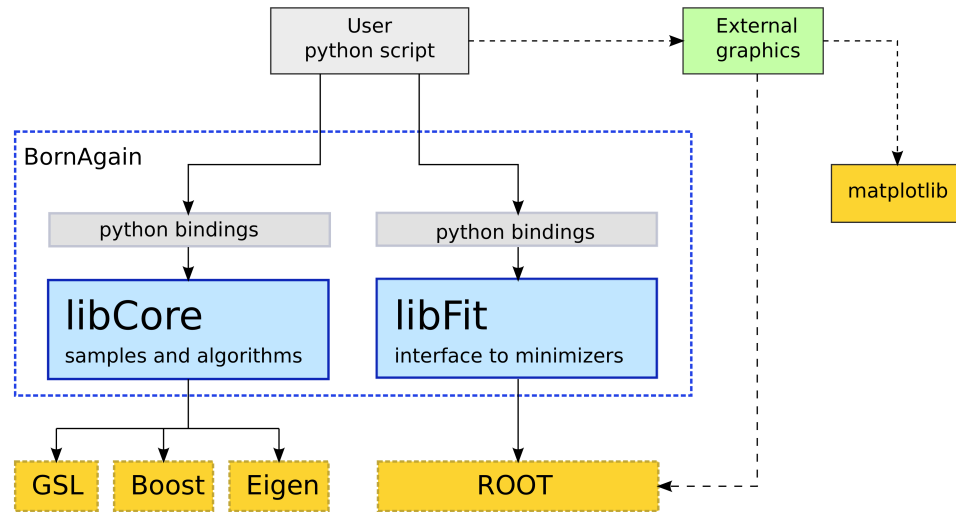 User
python script
External
graphics
BornAgain
matplotlib
python bindings
python bindings
libCore
samples and algorithms
libFit
interface to minimizers
GSL
Boost
Eigen
ROOT